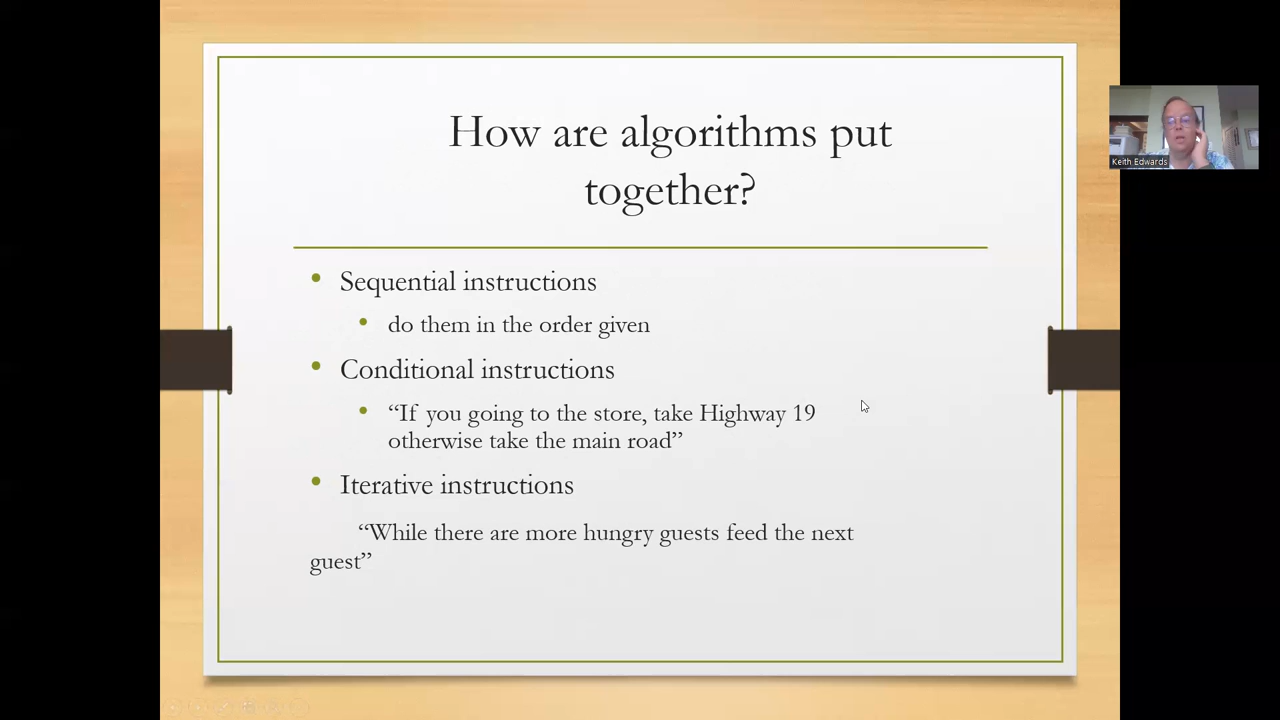 How are algorithms put
together?
• Sequential instructions
• do them in the order given
• Conditional instructions
• “If you going to the store, take Highway 19
otherwise take the main road”
• Iterative instructions
“While there are more hungry guests feed the next
guest”
Keith Edwards